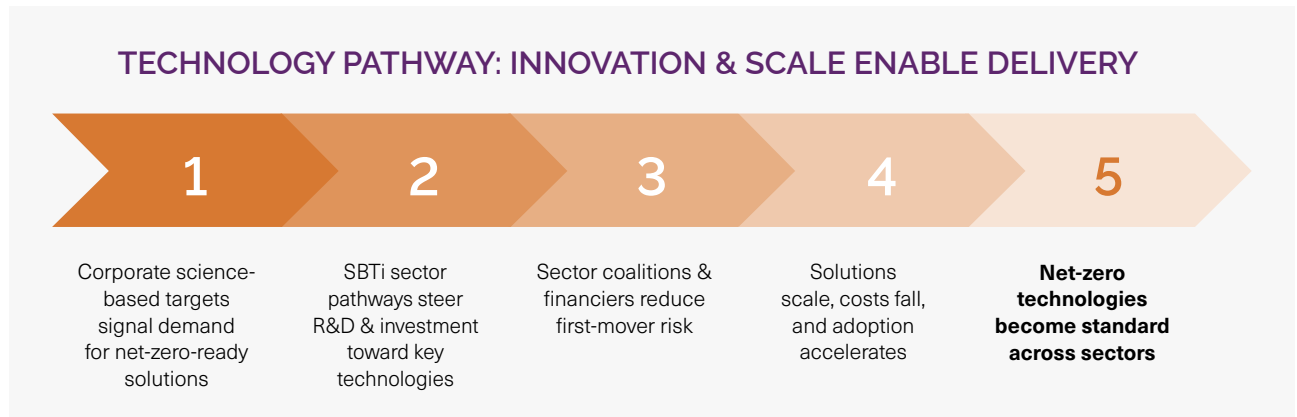 TECHNOLOGY PATHWAY: INNOVATION & SCALE ENABLE DELIVERY
1
2
3
4
5
Corporate science-
based targets
signal demand
for net-zero-ready
solutions
SBTi sector
pathways steer
R&D & investment
toward key
technologies
Sector coalitions &
financiers reduce
first-mover risk
Solutions
scale, costs fall,
and adoption
accelerates
Net-zero
technologies
become standard
across sectors